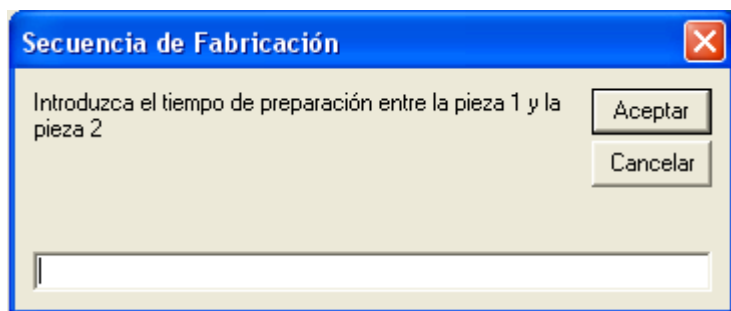 Secuencia de Fabricación
Introduzca el tiempo de preparación entre la pieza 1 y la
pieza 2
Aceptar
Cancelar